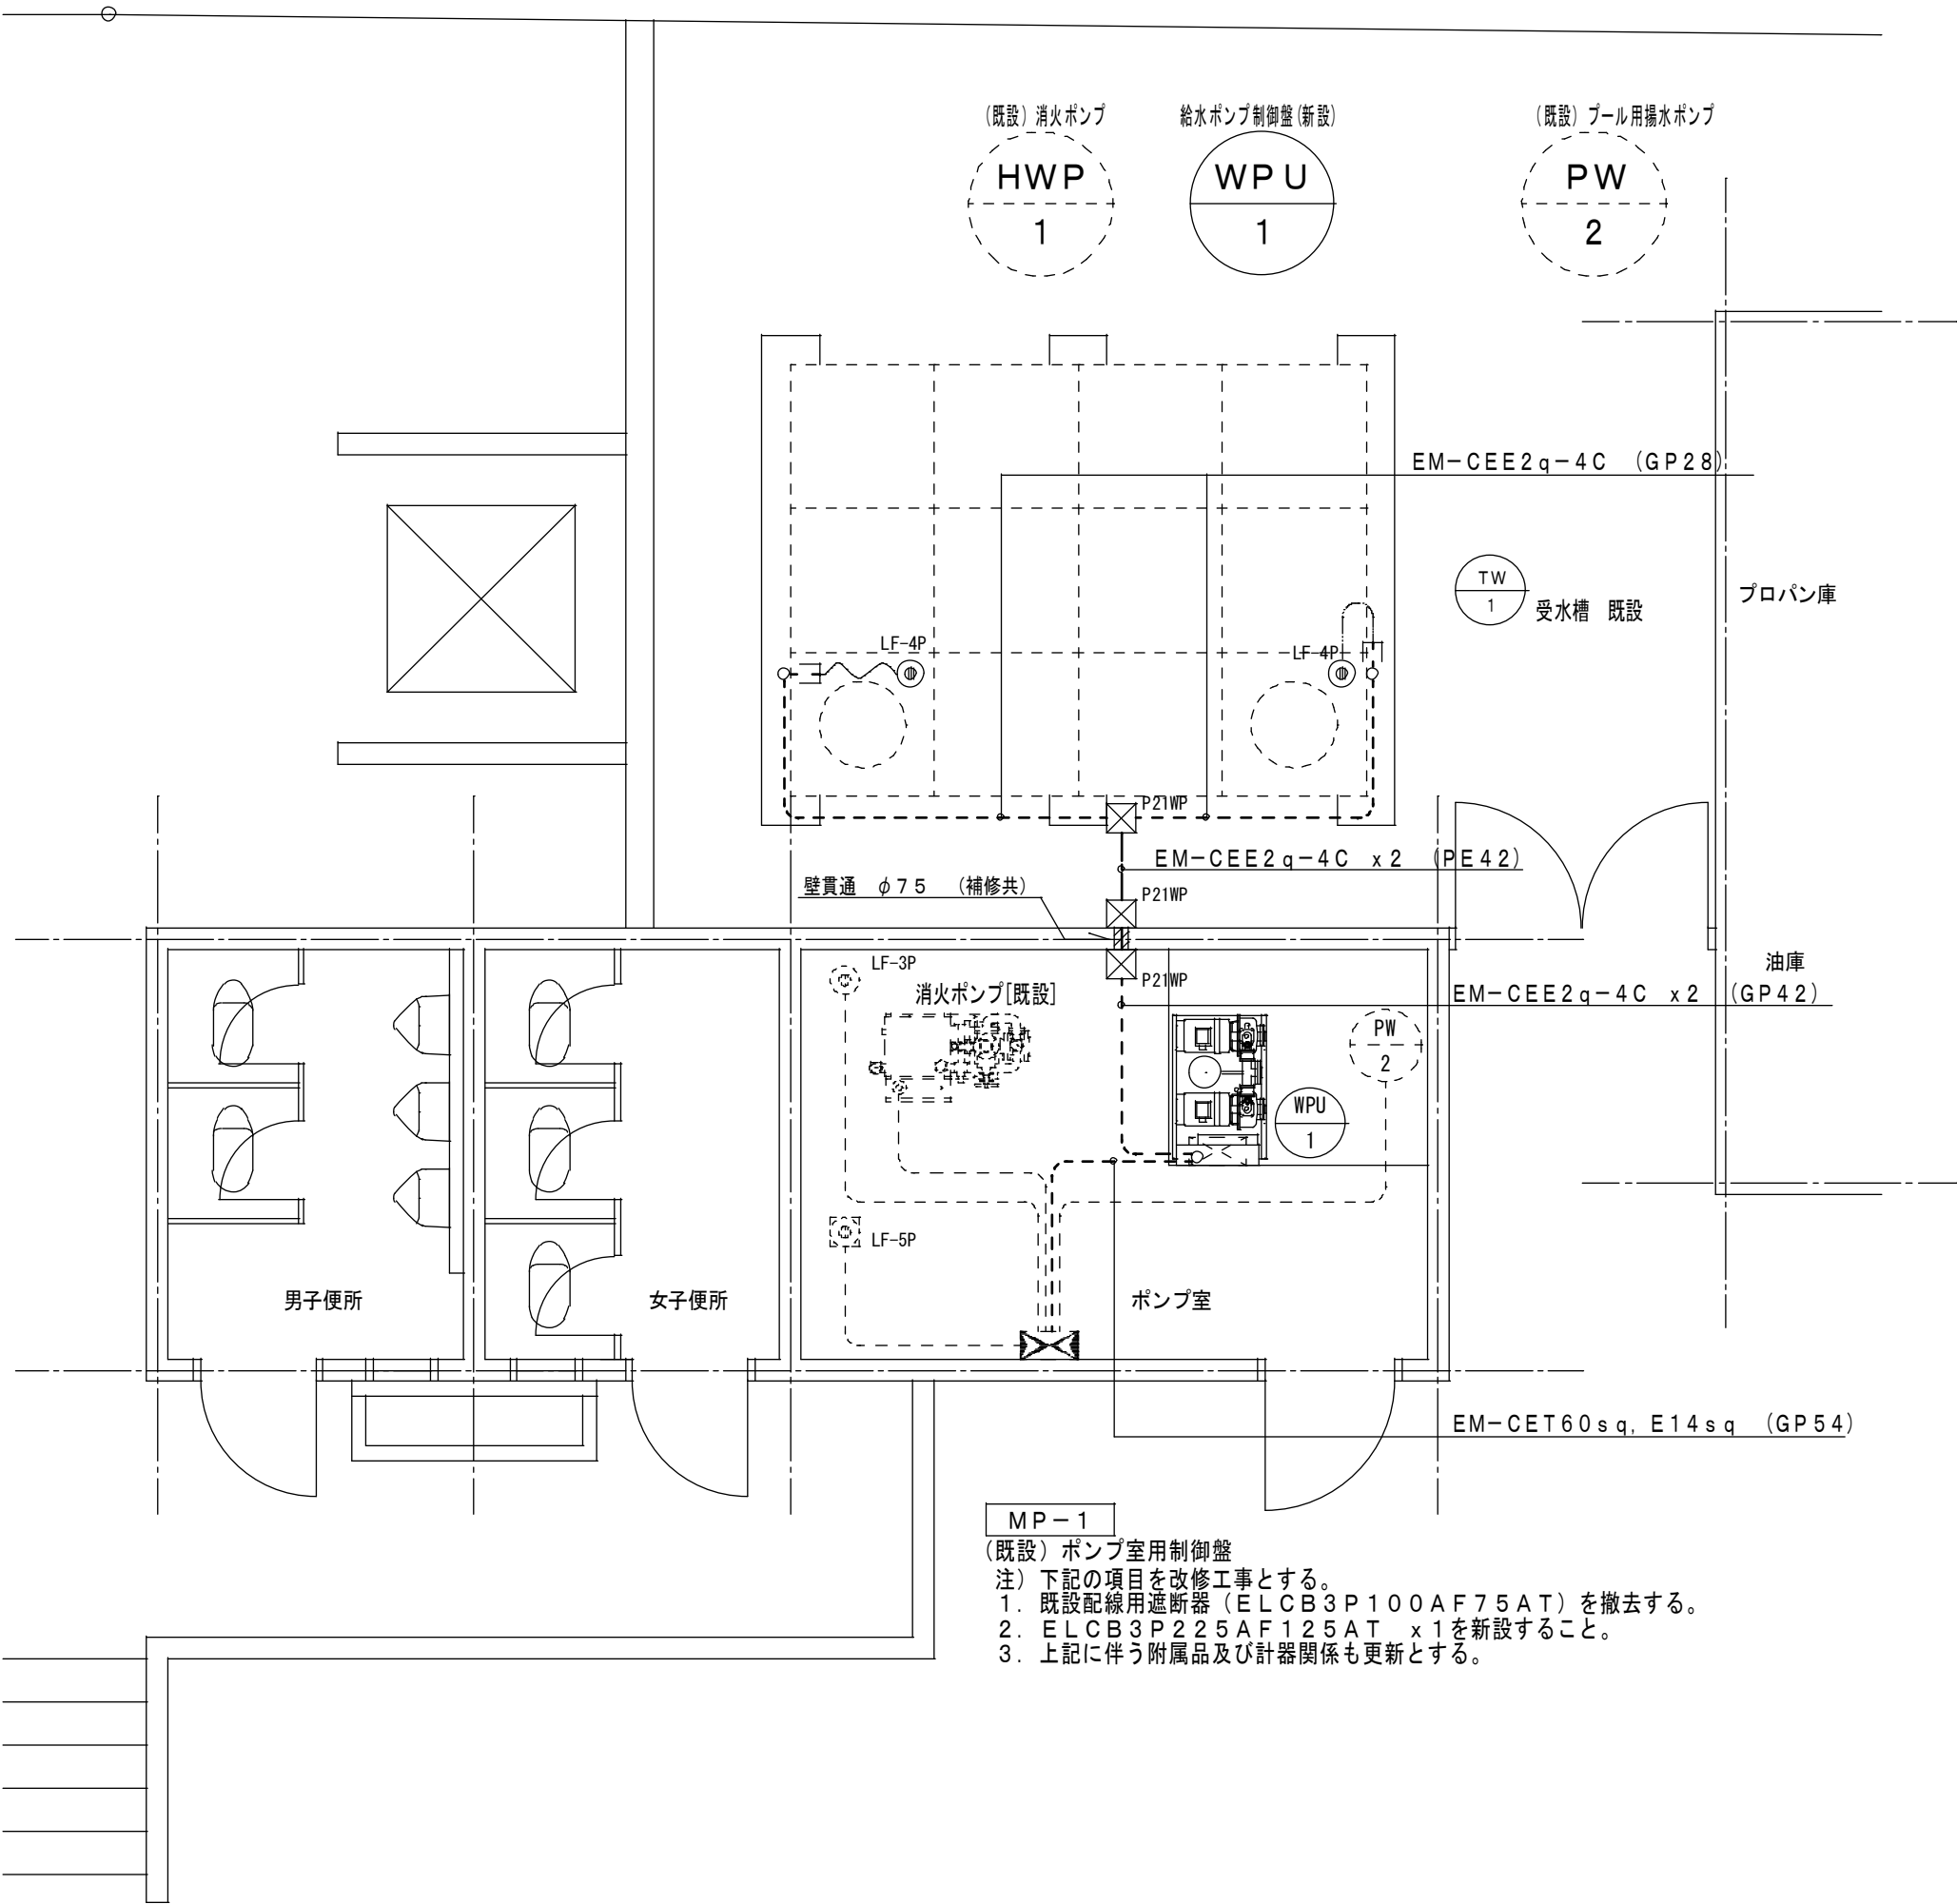 (既設) 消火ポンプ
HWP
1
給水ポンプ制御盤(新設)
WPU
1
(既設) プール用揚水ポンプ
PW
2
EM-CEE2q-4C (GP28)
TW
1
受水槽 既設
プロパン庫
LF-4P
LF-4P
P21WP
EM-CEE2q-4C x2 (PE42)
壁貫通 φ75 (補修共)
P21WP
LF-3P
消火ポンプ[既設]
P21WP
油庫
EM-CEE2q-4C x2 (GP42)
PW
2
WPU
1
LF-5P
男子便所
女子便所
ポンプ室
EM-CET60sq, E14sq (GP54)
MP-1
(既設) ポンプ室用制御盤
注) 下記の項目を改修工事とする。
1. 既設配線用遮断器 (ELCB3P100AF75AT) を撤去する。
2. ELCB3P225AF125AT x1を新設すること。
3. 上記に伴う附属品及び計器関係も更新とする。